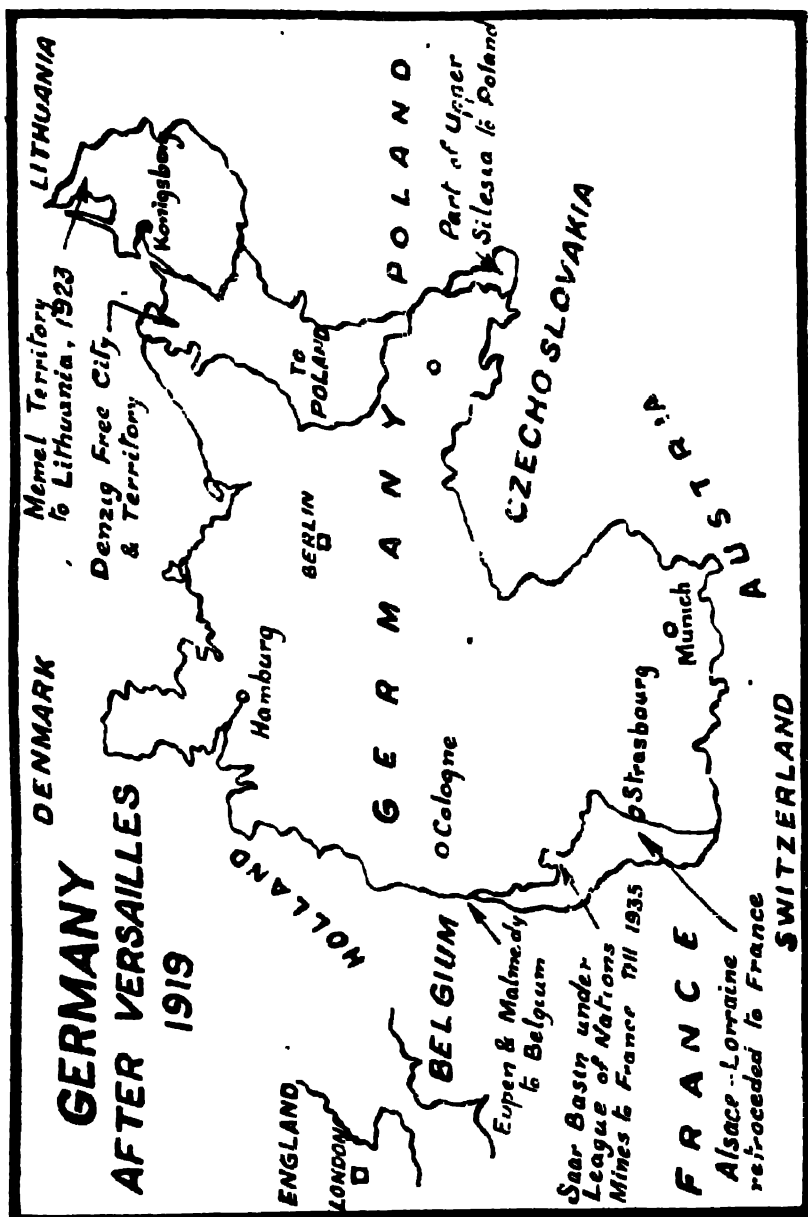 GERMANY
AFTER VERSAILLES
1919
DENMARK
Memel Territory
to Lithuania, 1923
Denzig Free City
& Territory
LITHUANIA
Konigsberg
ENGLAND
LONDON
HOLLAND
Hamburg
BERLIN
TO
POLAND
POLAND
GERMANY
Part of Upper
Silesia to Poland
BELGIUM
Cologne
Eupen & Malmedy
to Belgium
CZECHOSLOVAKIA
Saar Basin under
League of Nations
Mines to France Till 1935
Strasbourg
Munich
AUSTRIA
FRANCE
Alsace--Lorraine
retroceded to France
SWITZERLAND